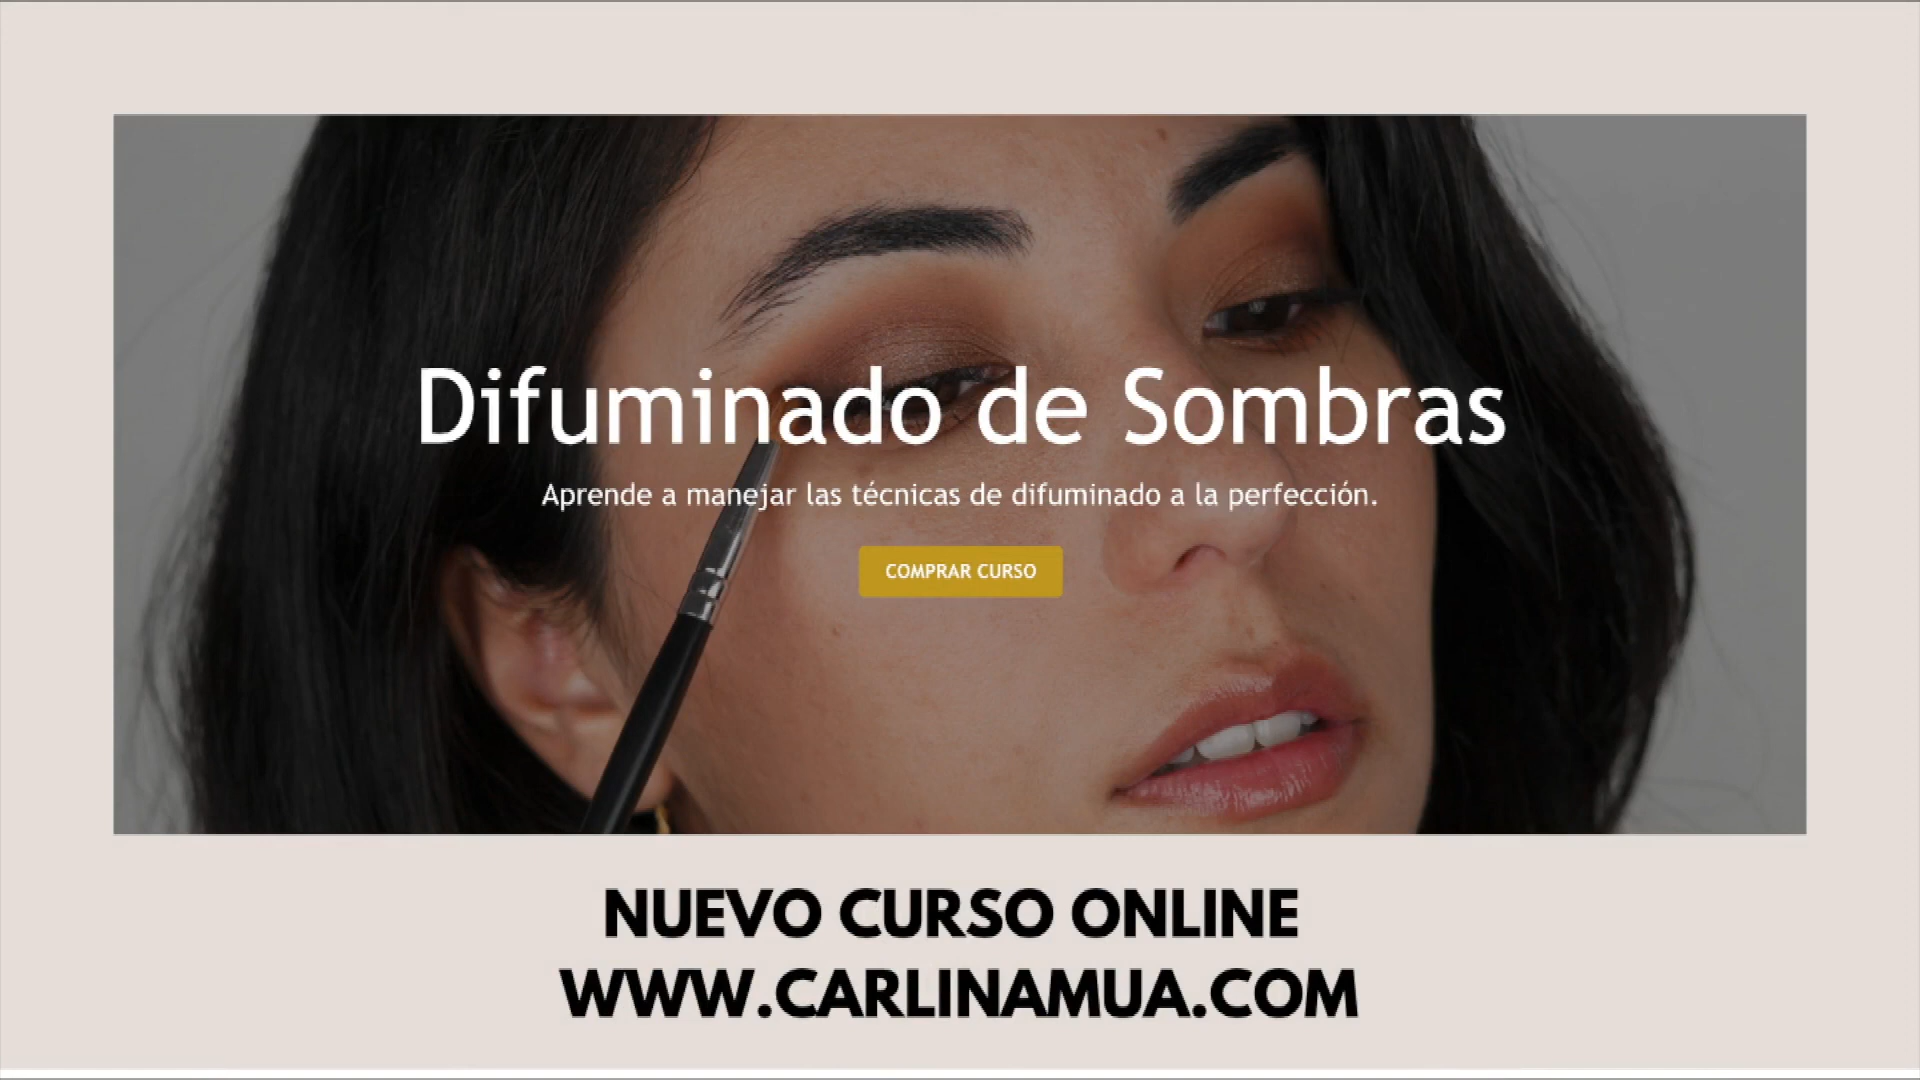 Difuminado de Sombras
Aprende a manejar las técnicas de difuminado a la perfección.
COMPRAR CURSO
NUEVO CURSO ONLINE
WWW.CARLINAMUA.COM